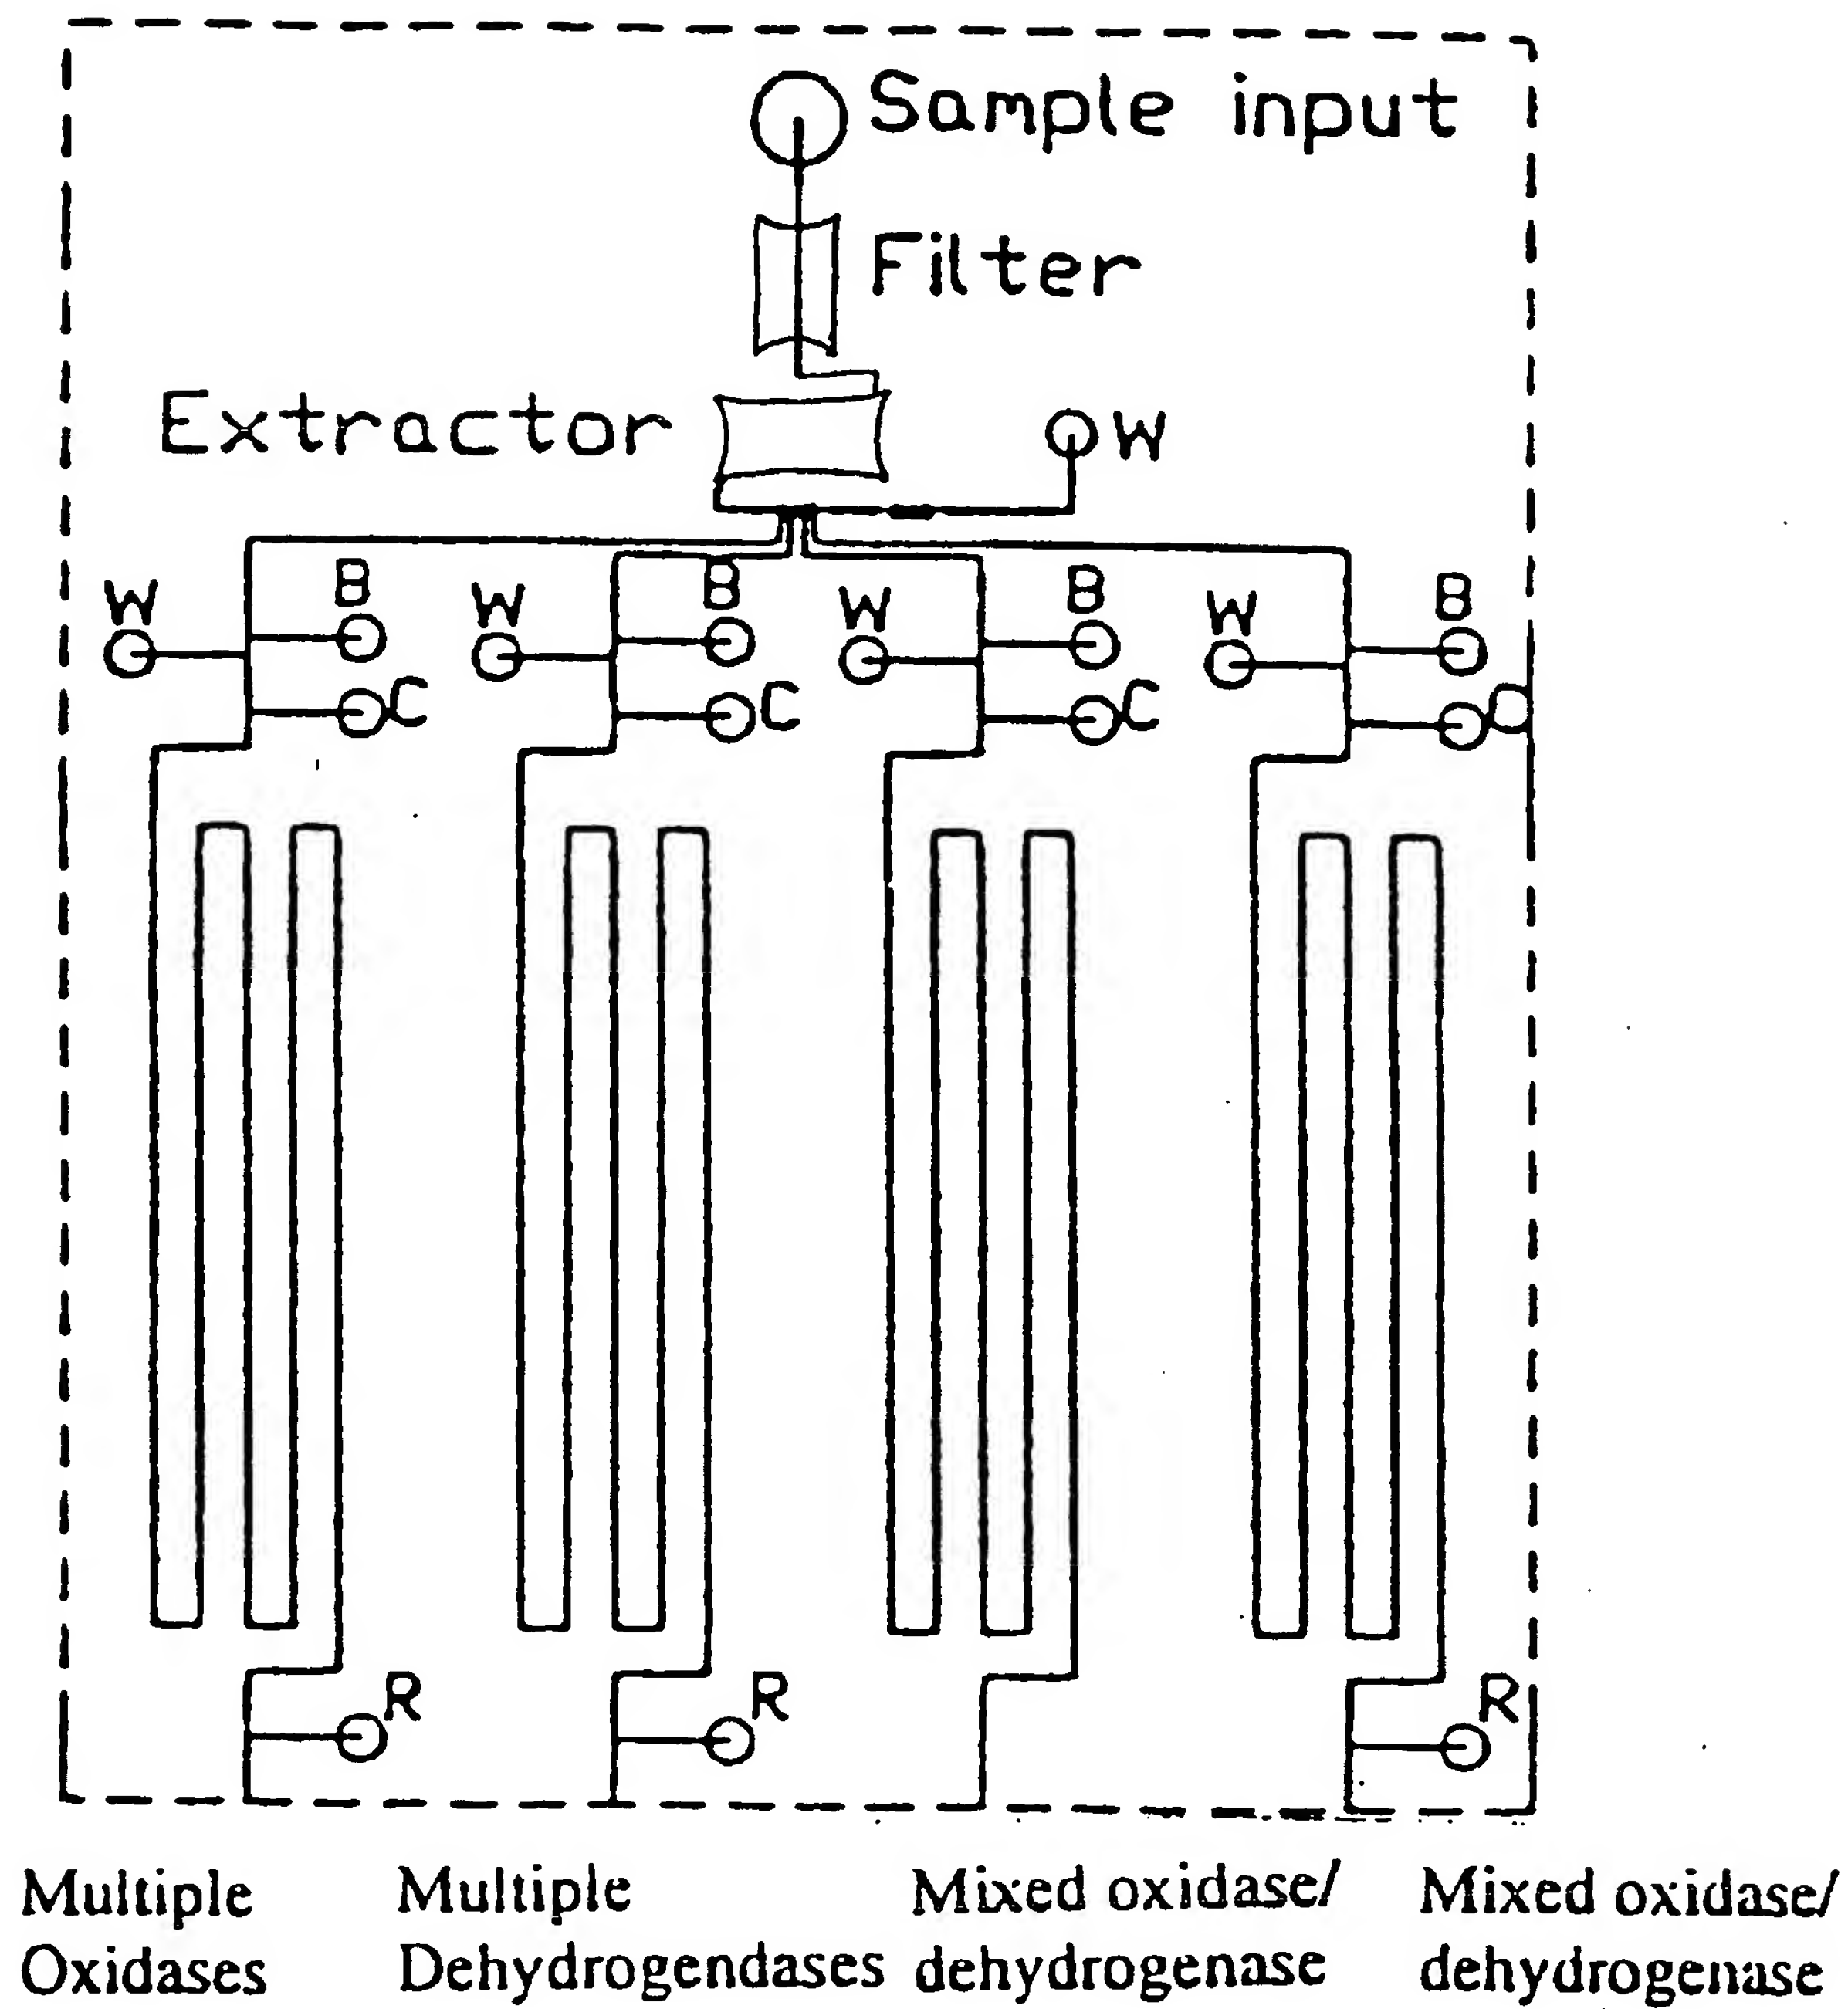 Sample input
Filter
Extractor
W
B
B
B
B
W
W
W
W
C
C
C
C
R
R
R
Multiple
Oxidases
Multiple
Dehydrogendases
Mixed oxidase/
dehydrogenase
Mixed oxidase/
dehydrogenase